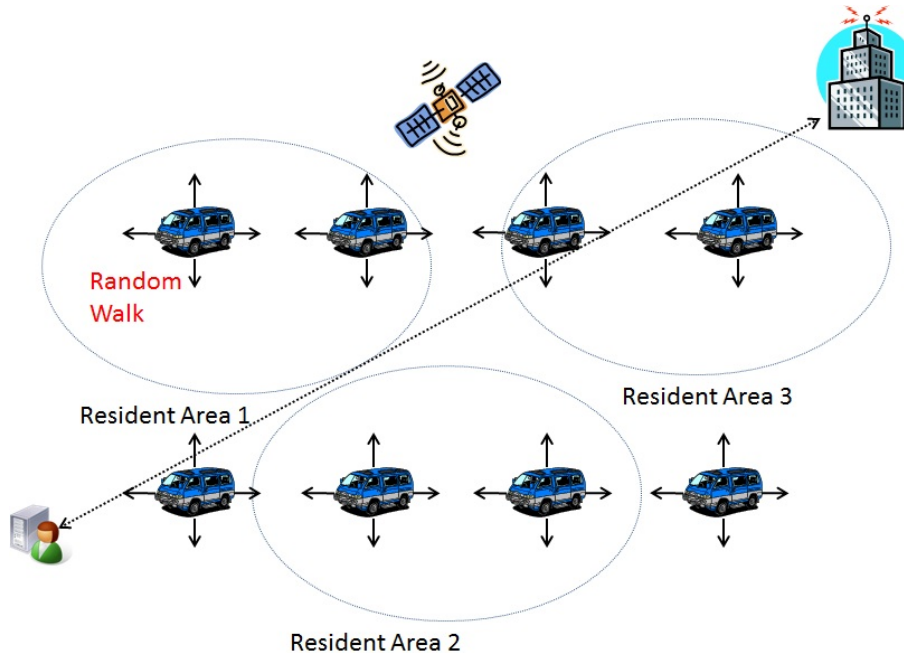 Random
Walk
Resident Area 1
Resident Area 3
Resident Area 2